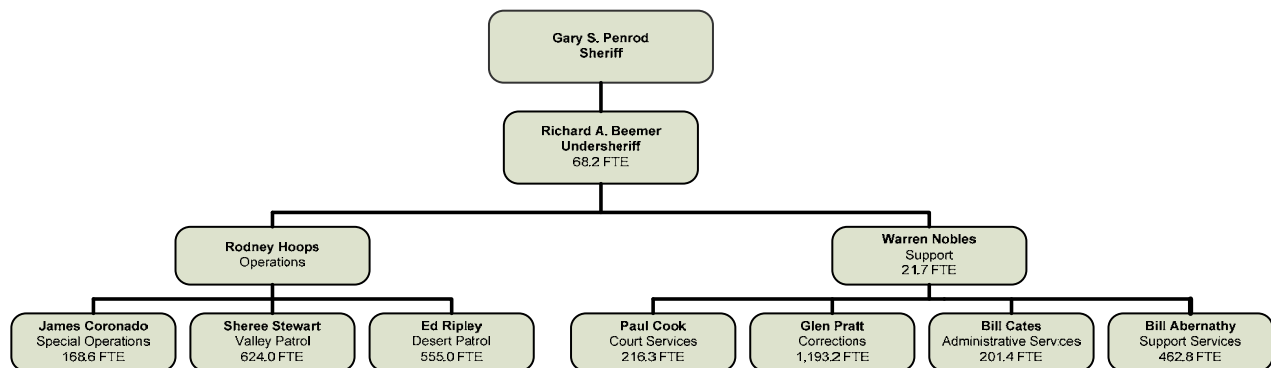 Gary S. Penrod
Sheriff
Richard A. Beemer
Undersheriff
68.2 FTE
Rodney Hoops
Operations
Warren Nobles
Support
21.7 FTE
James Coronado
Special Operations
168.6 FTE
Sheree Stewart
Valley Patrol
624.0 FTE
Ed Ripley
Desert Patrol
555.0 FTE
Paul Cook
Court Services
216.3 FTE
Glen Pratt
Corrections
1,193.2 FTE
Bill Cates
Administrative Services
201.4 FTE
Bill Abernathy
Support Services
462.8 FTE